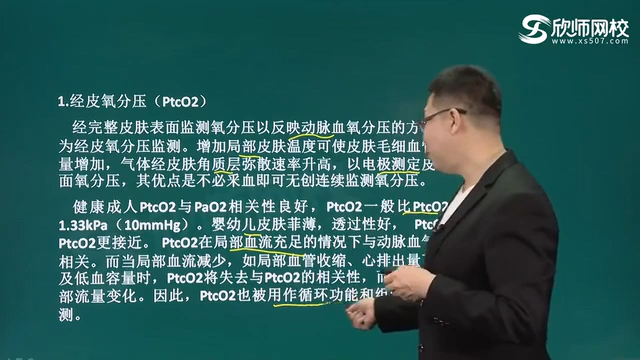 欣师网校
www.xs507.com
1.经皮氧分压（PtcO2）
经完整皮肤表面监测氧分压以反映动脉血氧分压的方
为经皮氧分压监测。增加局部皮肤温度可使皮肤毛细血管
量增加，气体经皮肤角质层弥散速率升高，以电极测定皮
面氧分压，其优点是不必采血即可无创连续监测氧分压。
健康成人PtcO2与PaO2相关性良好，PtcO2一般比PtcO2
1.33kPa（10mmHg）。婴幼儿皮肤菲薄，透过性好， Ptc
PtcO2更接近。 PtcO2在局部血流充足的情况下与动脉血氧
相关。而当局部血流减少，如局部血管收缩、心排出量
及低血容量时，PtcO2将失去与PtcO2的相关性，而
部流量变化。因此，PtcO2也被用作循环功能和组
测。